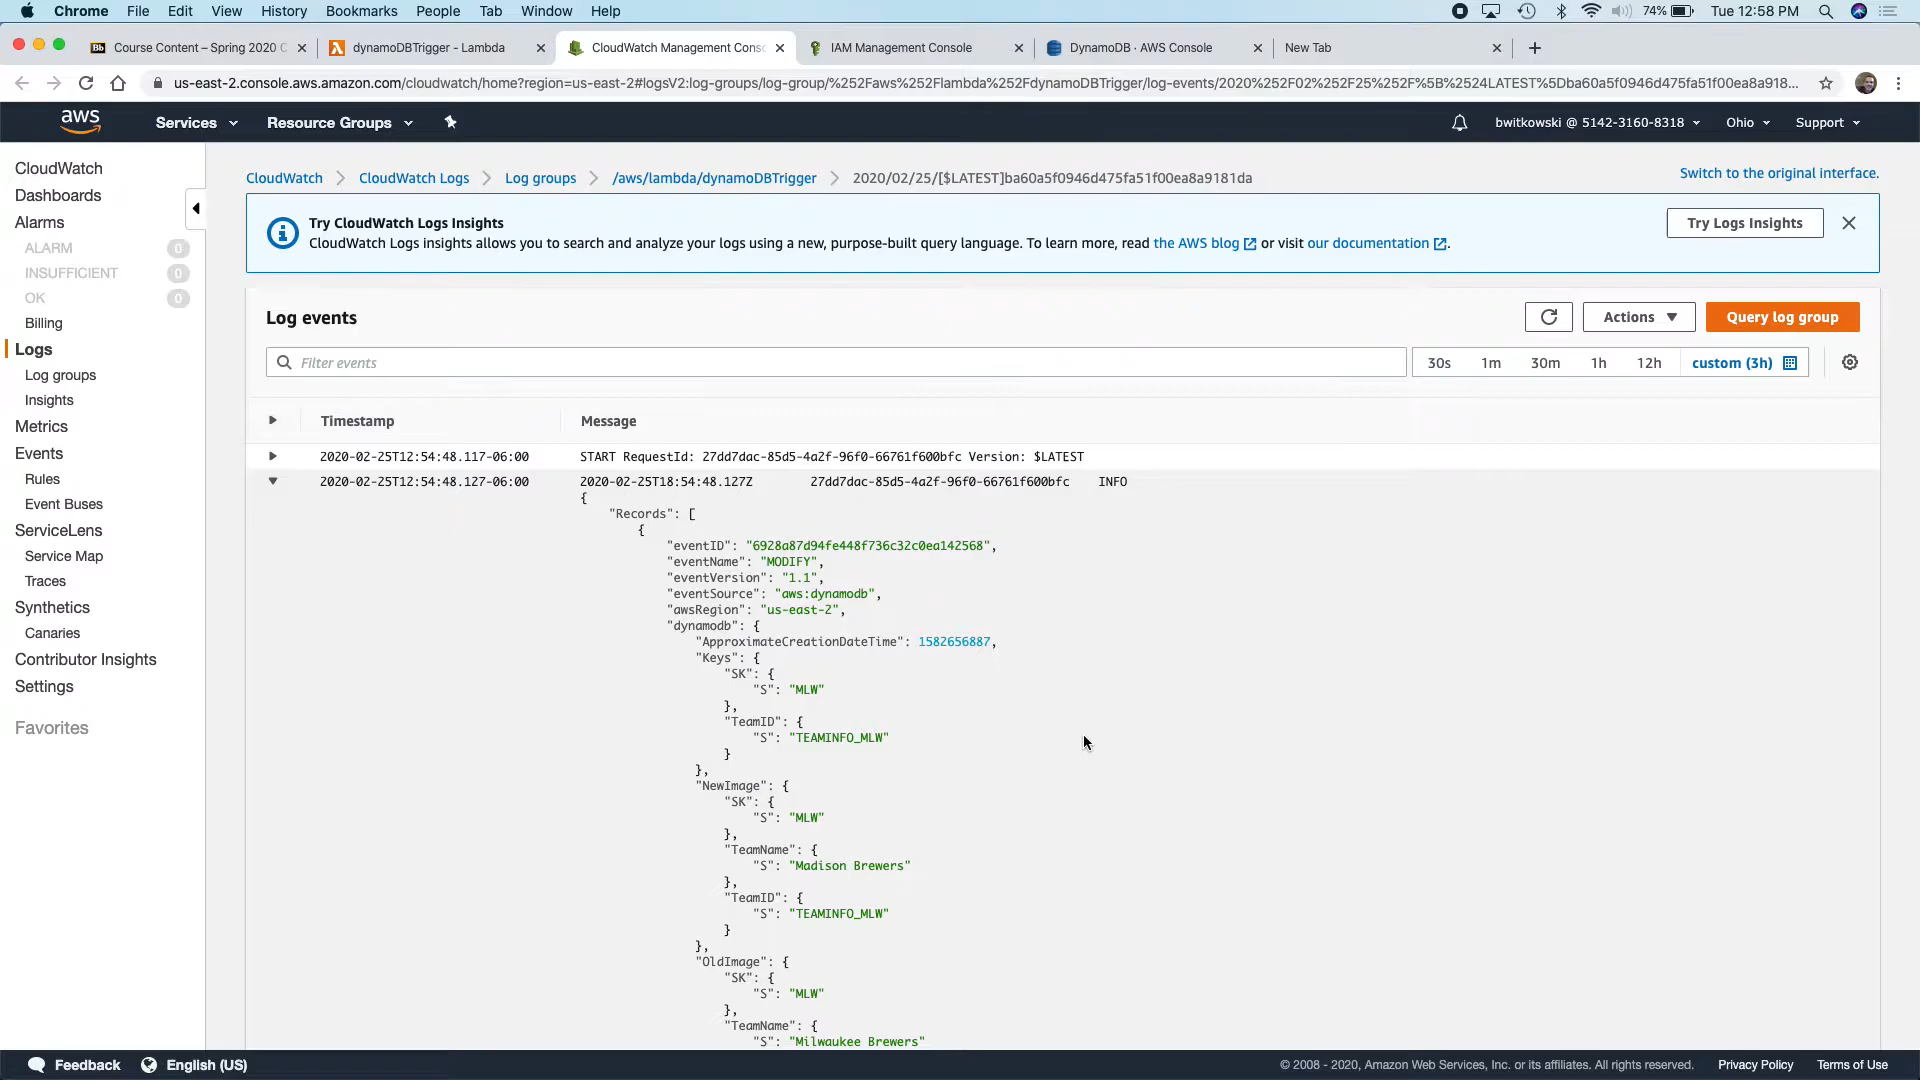 Chrome File Edit View History Bookmarks People Tab Window Help 74% Tue 12:58 PM
Bb Course Content – Spring 2020 C dynamoDBTrigger - Lambda CloudWatch Management Conso IAM Management Console DynamoDB · AWS Console New Tab
us-east-2.console.aws.amazon.com/cloudwatch/home?region=us-east-2#logsV2:log-groups/log-group/%252Faws%252Flambda%252FdynamoDBTrigger/log-events/2020%252F02%252F25%252F%5B%2524LATEST%5Dba60a5f0946d475fa51f00ea8a918...
aws Services Resource Groups bwitkowski @ 5142-3160-8318 Ohio Support
CloudWatch
Dashboards
Alarms
ALARM 0
INSUFFICIENT 0
OK 0
Billing
Logs
Log groups
Insights
Metrics
Events
Rules
Event Buses
ServiceLens
Service Map
Traces
Synthetics
Canaries
Contributor Insights
Settings
Favorites
CloudWatch CloudWatch Logs Log groups /aws/lambda/dynamoDBTrigger 2020/02/25/[$LATEST]ba60a5f0946d475fa51f00ea8a9181da
Switch to the original interface.
Try CloudWatch Logs Insights
CloudWatch Logs insights allows you to search and analyze your logs using a new, purpose-built query language. To learn more, read the AWS blog or visit our documentation.
Try Logs Insights
Log events
Actions
Query log group
Filter events
30s 1m 30m 1h 12h custom (3h)
Timestamp Message
2020-02-25T12:54:48.117-06:00 START RequestId: 27dd7dac-85d5-4a2f-96f0-66761f600bfc Version: $LATEST
2020-02-25T12:54:48.127-06:00 2020-02-25T18:54:48.127Z 27dd7dac-85d5-4a2f-96f0-66761f600bfc INFO
{
"Records": [
{
"eventID": "6928a87d94fe448f736c32c0ea142568",
"eventName": "MODIFY",
"eventVersion": "1.1",
"eventSource": "aws:dynamodb",
"awsRegion": "us-east-2",
"dynamodb": {
"ApproximateCreationDateTime": 1582656887,
"Keys": {
"SK": {
"S": "MLW"
},
"TeamID": {
"S": "TEAMINFO_MLW"
}
},
"NewImage": {
"SK": {
"S": "MLW"
},
"TeamName": {
"S": "Madison Brewers"
},
"TeamID": {
"S": "TEAMINFO_MLW"
}
},
"OldImage": {
"SK": {
"S": "MLW"
},
"TeamName": {
"S": "Milwaukee Brewers"
Feedback English (US) © 2008 - 2020, Amazon Web Services, Inc. or its affiliates. All rights reserved. Privacy Policy Terms of Use